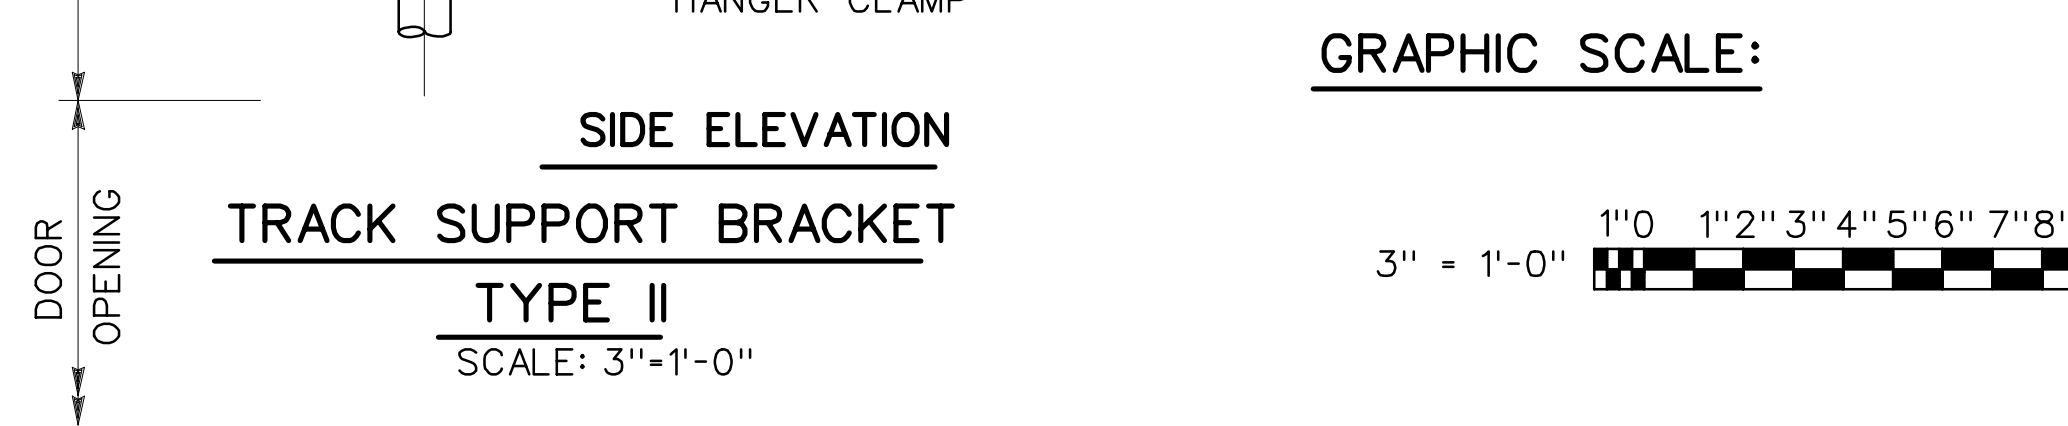 HANGER CLAMP
GRAPHIC SCALE:
SIDE ELEVATION
TRACK SUPPORT BRACKET
TYPE II
SCALE: 3"=1'-0"
DOOR
OPENING
1"0 1"2"3"4"5"6" 7"8"
3" = 1'-0"